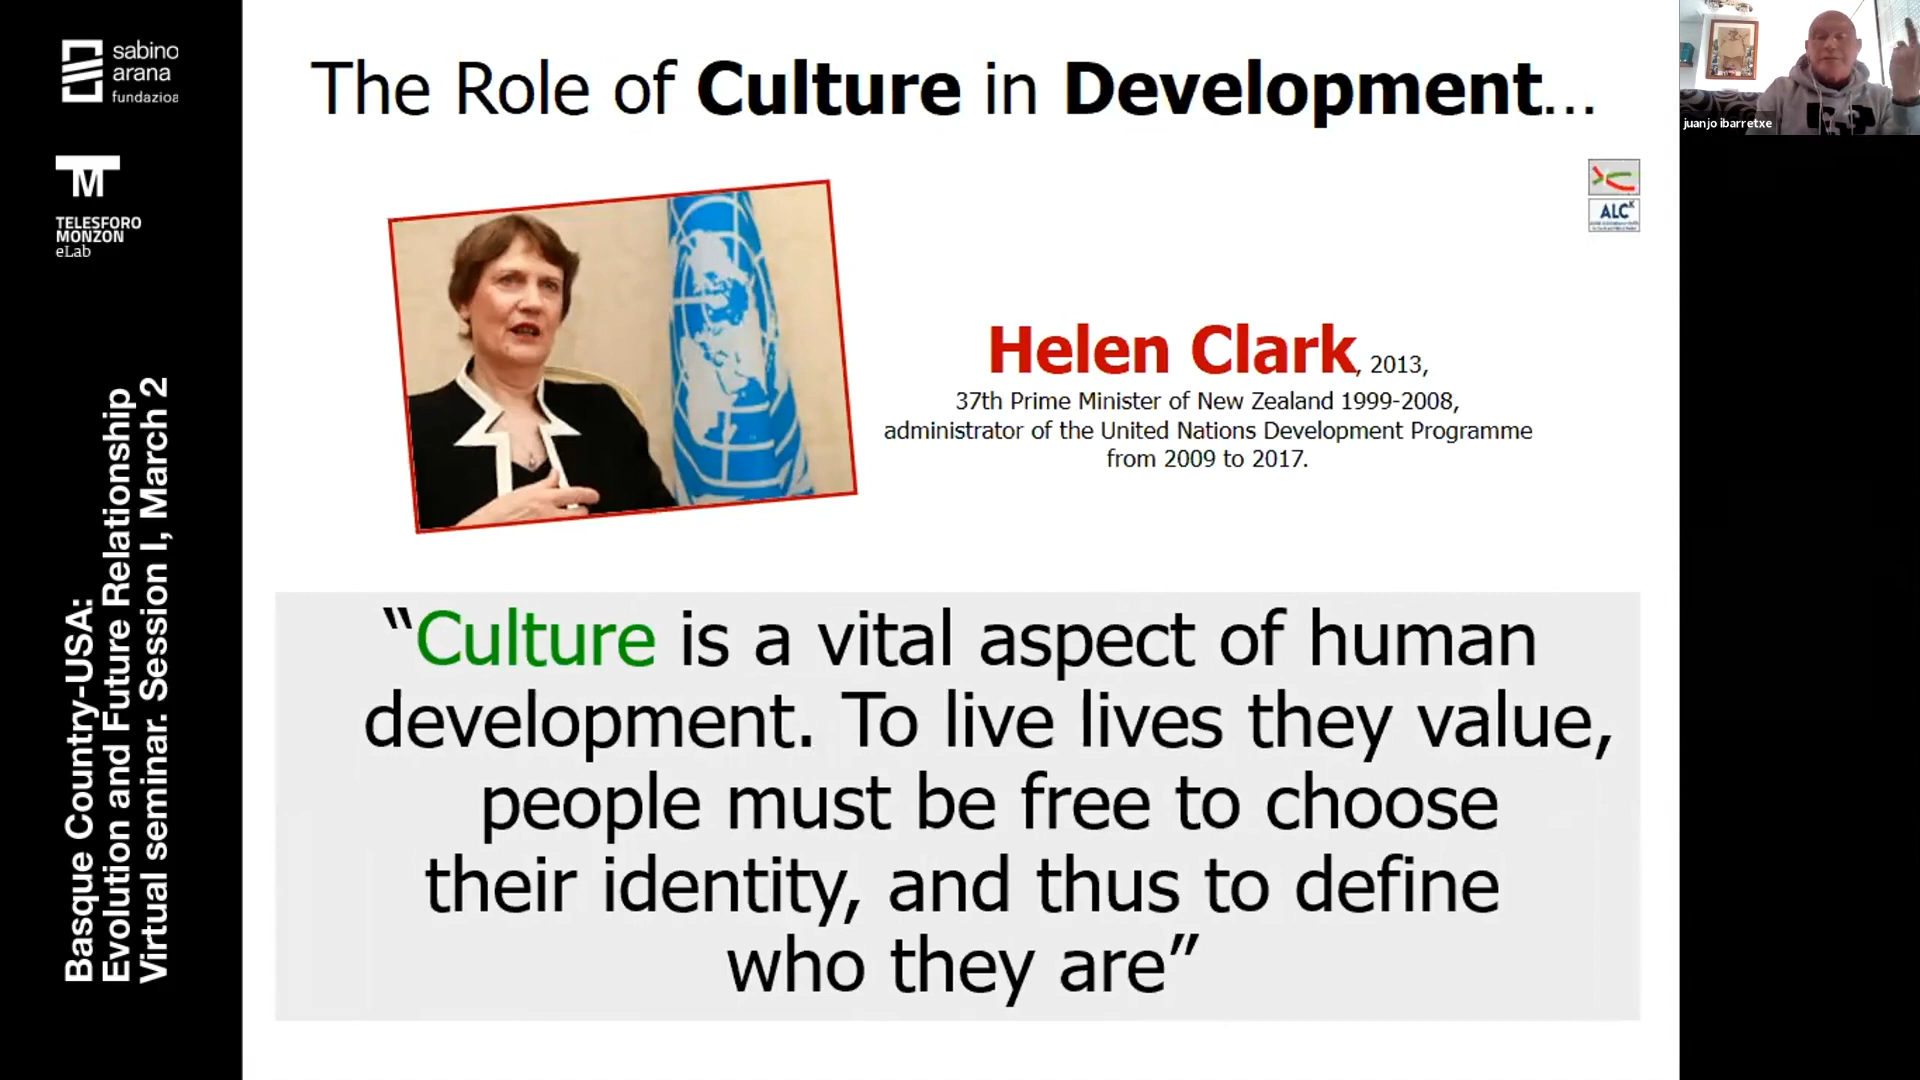 sabino
arana
fundazioa
TM
TELESFORO
MONZON
eLab
Basque Country-USA:
Evolution and Future Relationship
Virtual seminar. Session I, March 2
The Role of Culture in Development...
ALCK
Helen Clark, 2013,
37th Prime Minister of New Zealand 1999-2008,
administrator of the United Nations Development Programme
from 2009 to 2017.
“Culture is a vital aspect of human
development. To live lives they value,
people must be free to choose
their identity, and thus to define
who they are”
juanjo ibarretxe